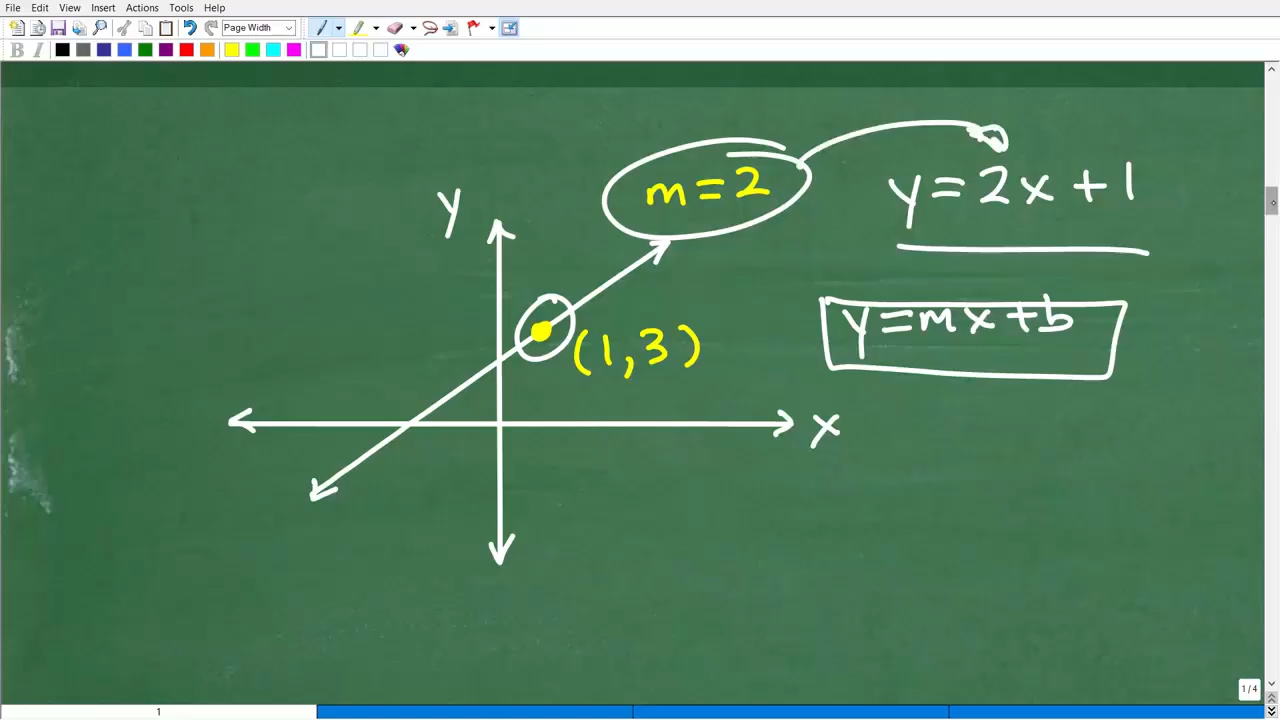 File Edit View Insert Actions Tools Help
Page Width
B I
m = 2
y = 2x + 1
y
y = mx + b
(1, 3)
x
1/4
1